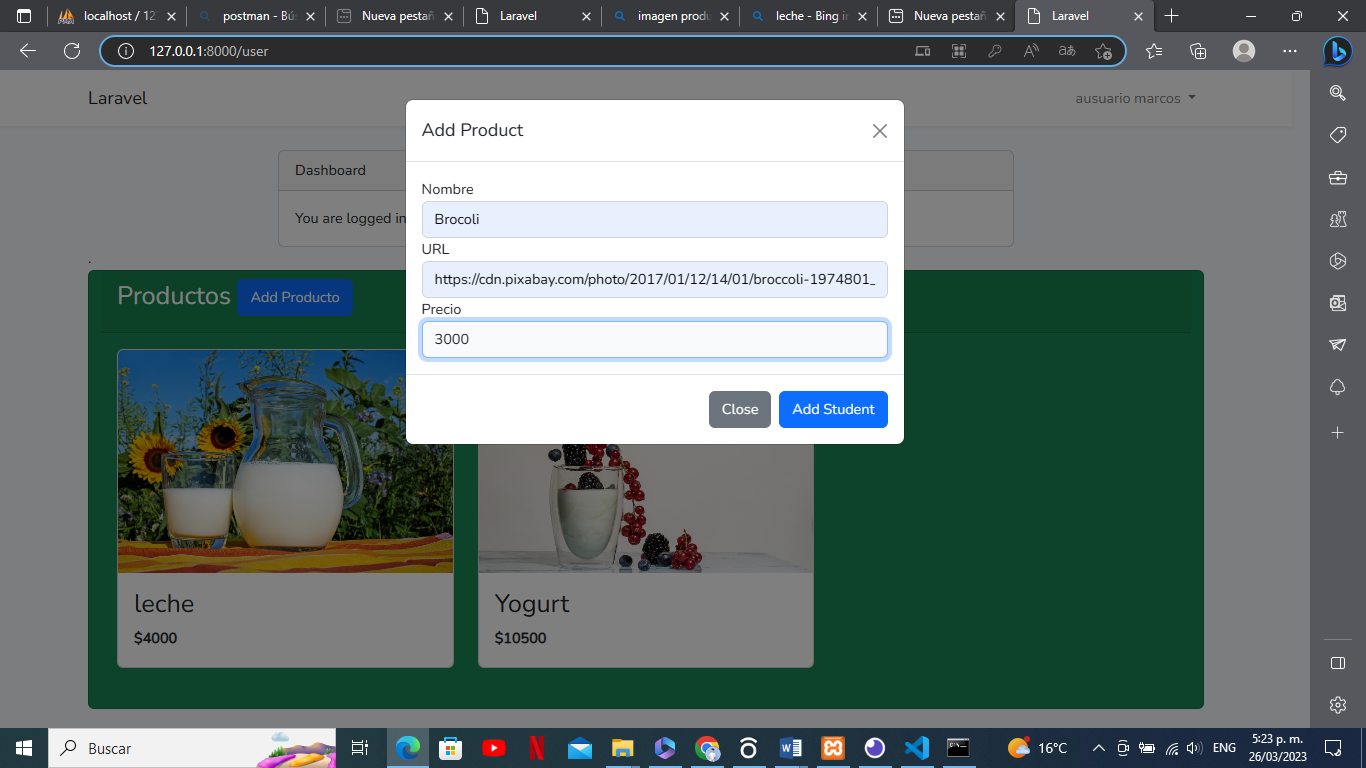 localhost / 12
postman - Bú
Nueva pestañ
Laravel
imagen produ
leche - Bing im
Nueva pestañ
Laravel
127.0.0.1:8000/user
Laravel
ausuario marcos
Add Product
Dashboard
You are logged in
Nombre
Brocoli
URL
https://cdn.pixabay.com/photo/2017/01/12/14/01/broccoli-1974801_
Precio
3000
Close
Add Student
.
Productos
Add Producto
leche
$4000
Yogurt
$10500
Buscar
16°C
ENG
5:23 p. m.
26/03/2023